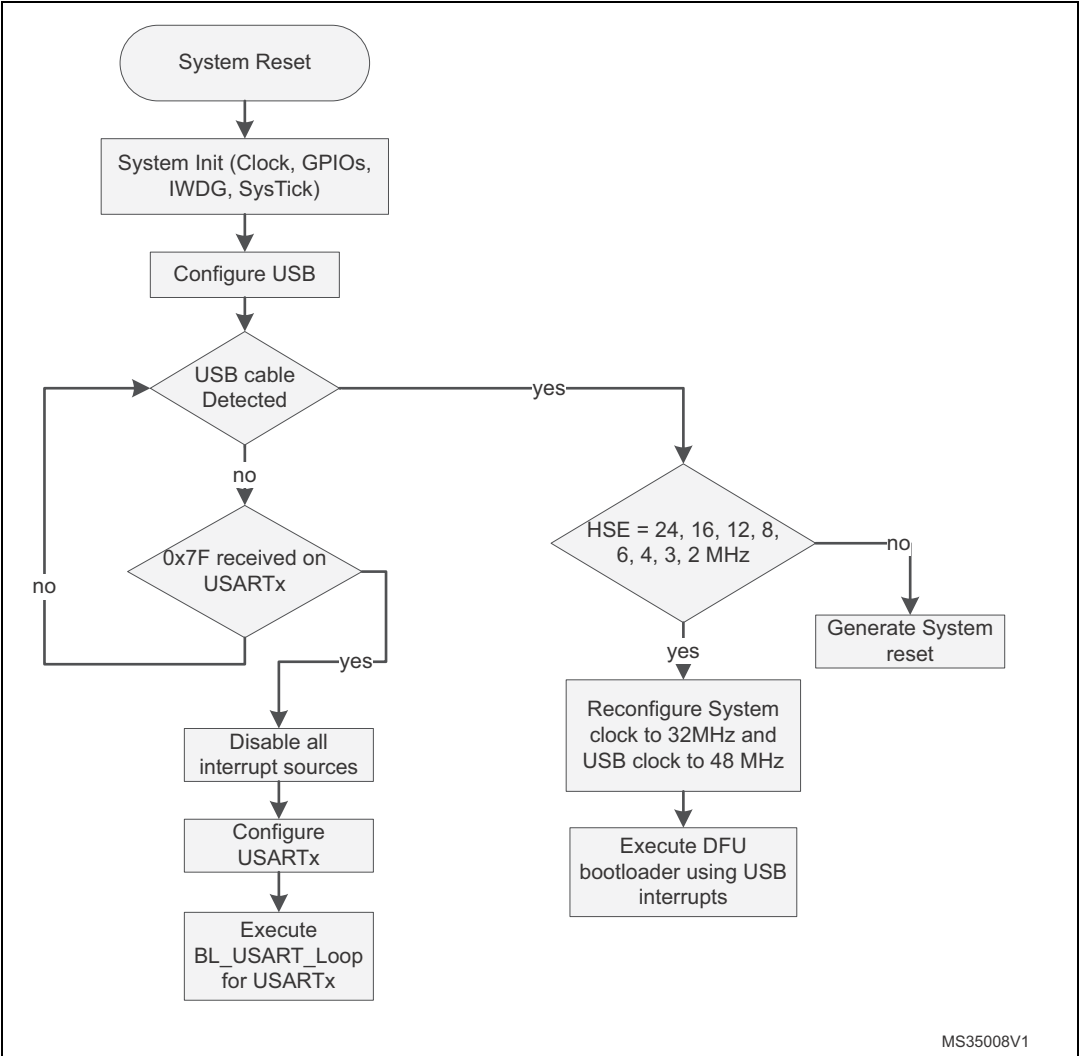 System Reset
System Init (Clock, GPIOs,
IWDG, SysTick)
Configure USB
USB cable
Detected
yes
no
0x7F received on
USARTx
no
yes
Disable all
interrupt sources
Configure
USARTx
Execute
BL_USART_Loop
for USARTx
HSE = 24, 16, 12, 8,
6, 4, 3, 2 MHz
no
Generate System
reset
yes
Reconfigure System
clock to 32MHz and
USB clock to 48 MHz
Execute DFU
bootloader using USB
interrupts
MS35008V1